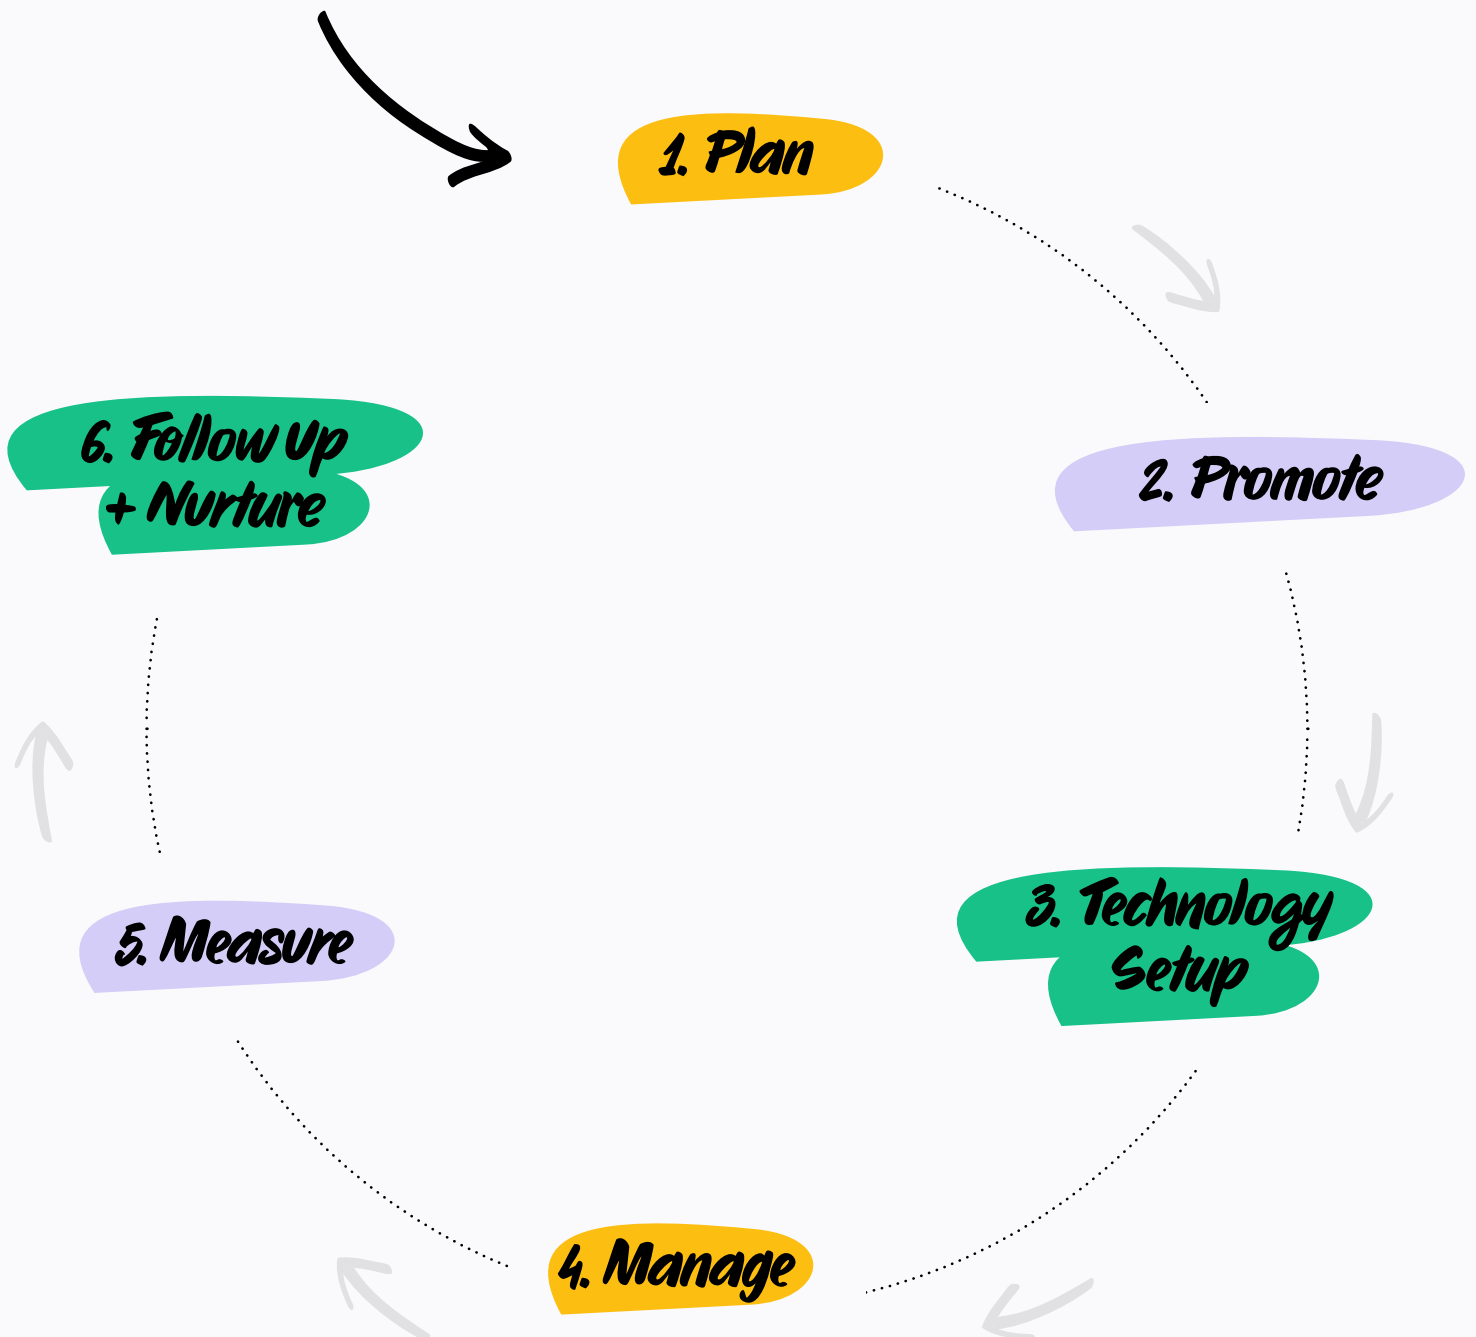 1. Plan
2. Promote
3. Technology
Setup
4. Manage
5. Measure
6. Follow Up
+ Nurture